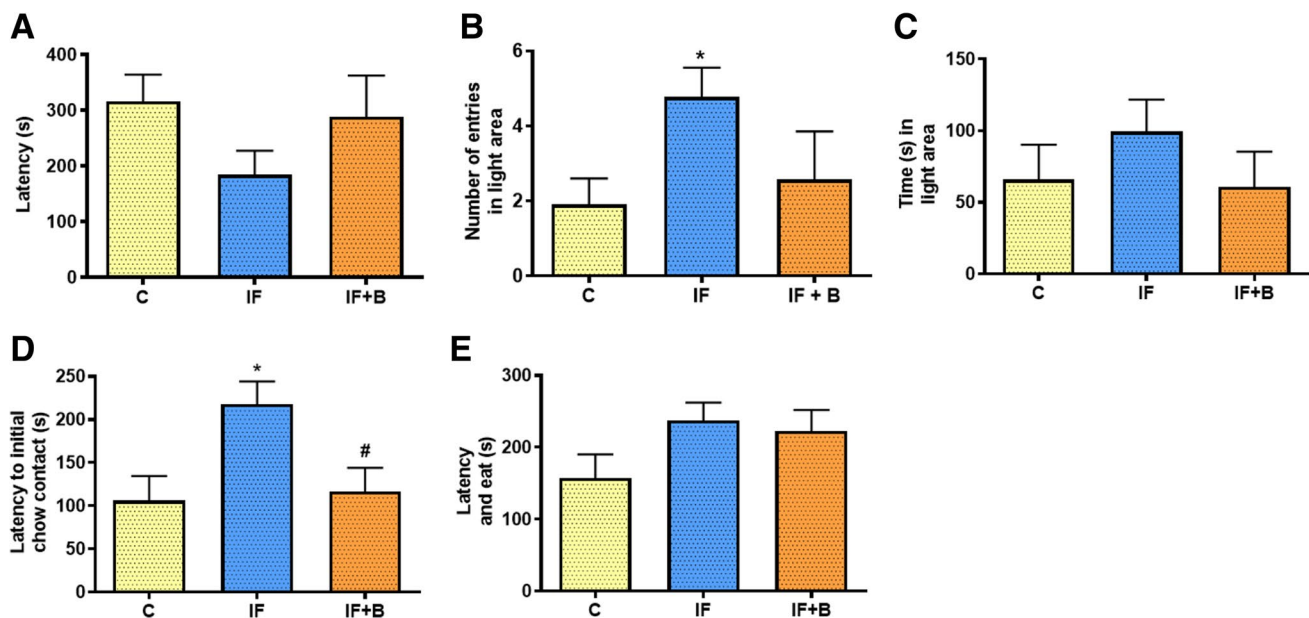 A
Latency (s)
400
300
200
100
0
C IF IF+B
B
Number of entries
in light area
6
4
2
0
*
C IF IF + B
C
Time (s) in
light area
150
100
50
0
C IF IF+B
D
Latency to initial
chow contact (s)
250
200
150
100
50
0
*
#
C IF IF+B
E
Latency
and eat (s)
300
200
100
0
C IF IF+B